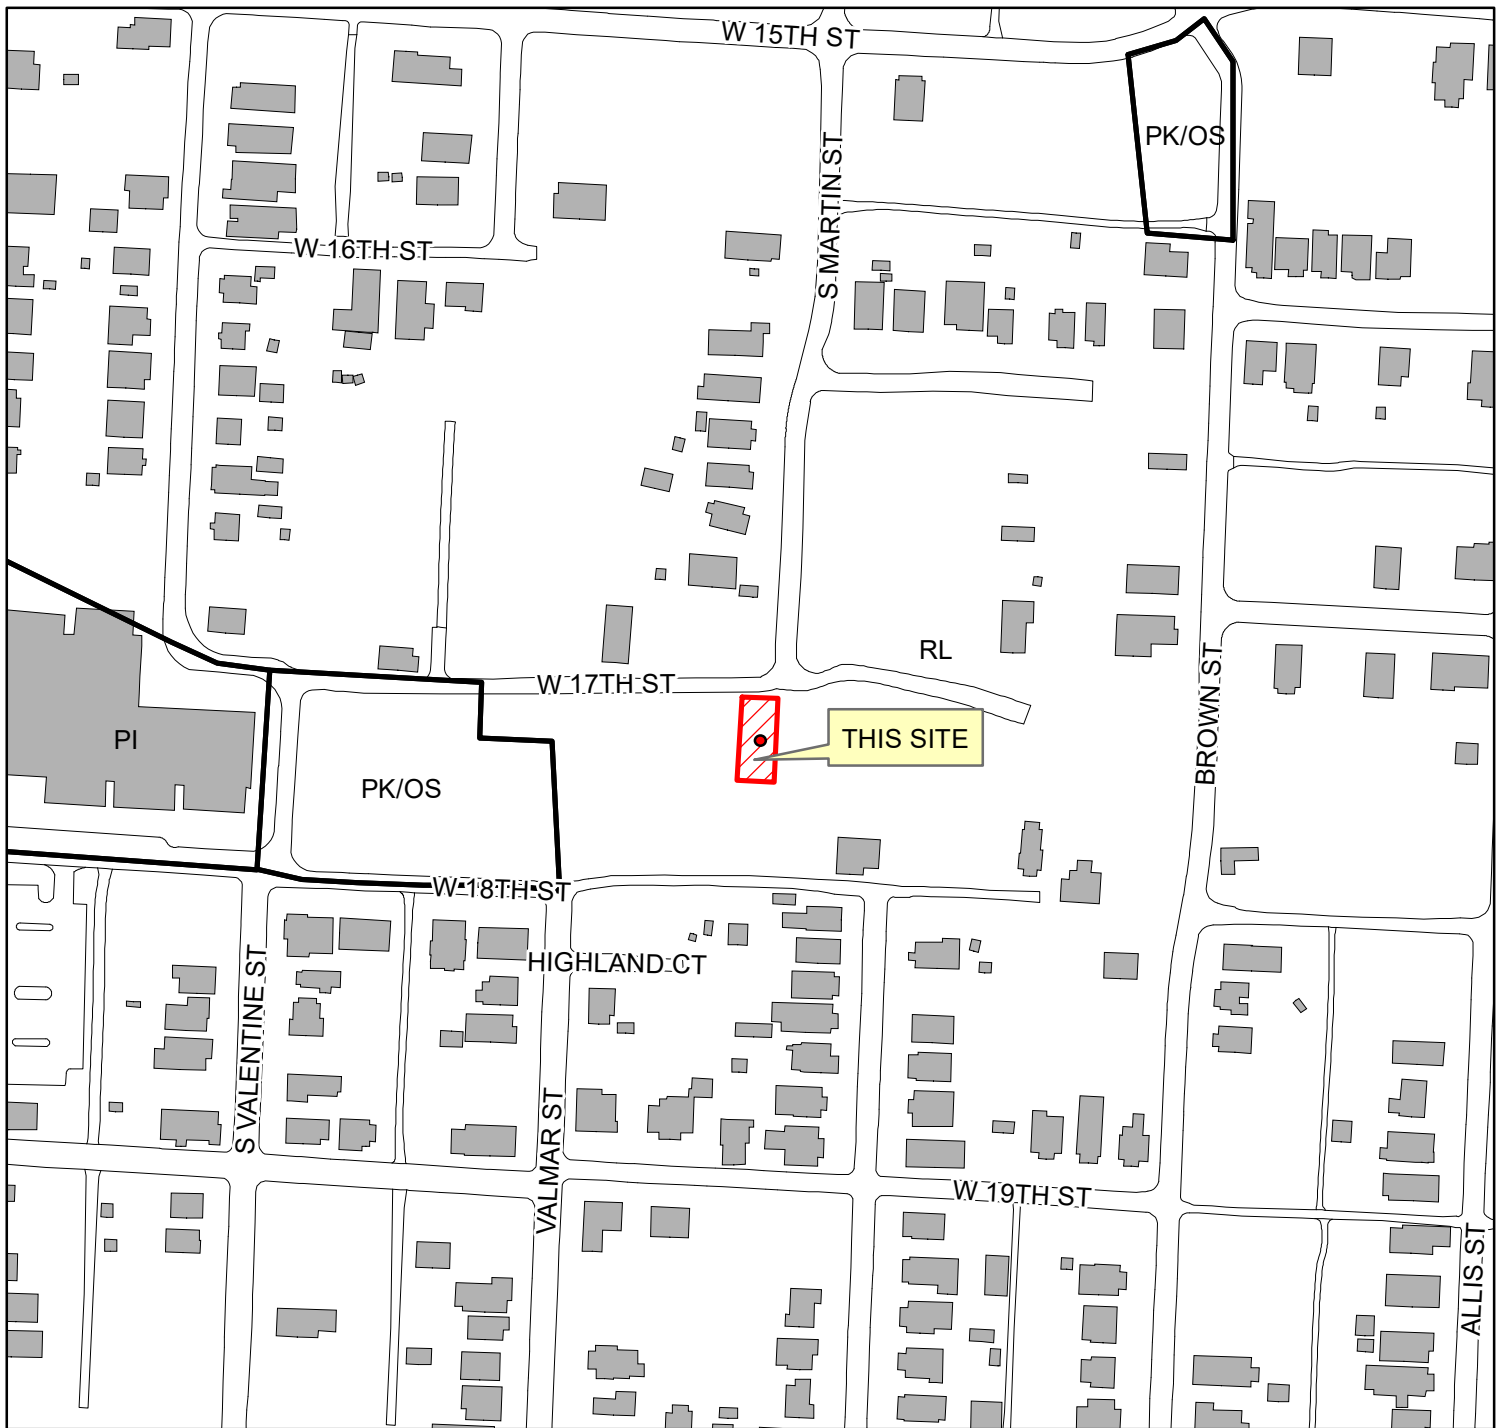 W 15TH ST
PK/OS
S MARTIN ST
W 16TH ST
RL
W 17TH ST
BROWN ST
THIS SITE
PI
PK/OS
W 18TH ST
HIGHLAND CT
S VALENTINE ST
VALMAR ST
W 19TH ST
ALLIS ST